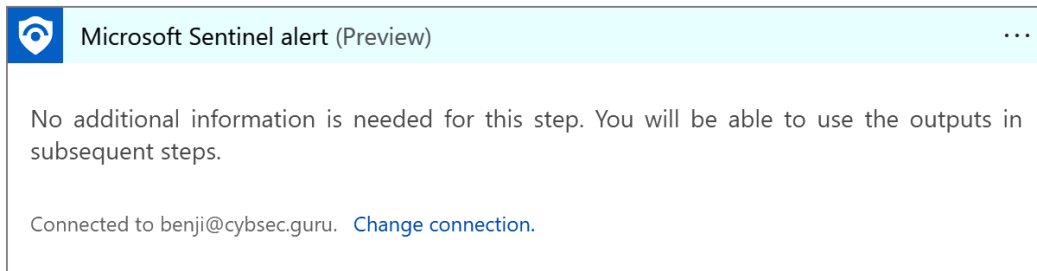 Microsoft Sentinel alert (Preview)
No additional information is needed for this step. You will be able to use the outputs in
subsequent steps.
Connected to benji@cybsec.guru. Change connection.